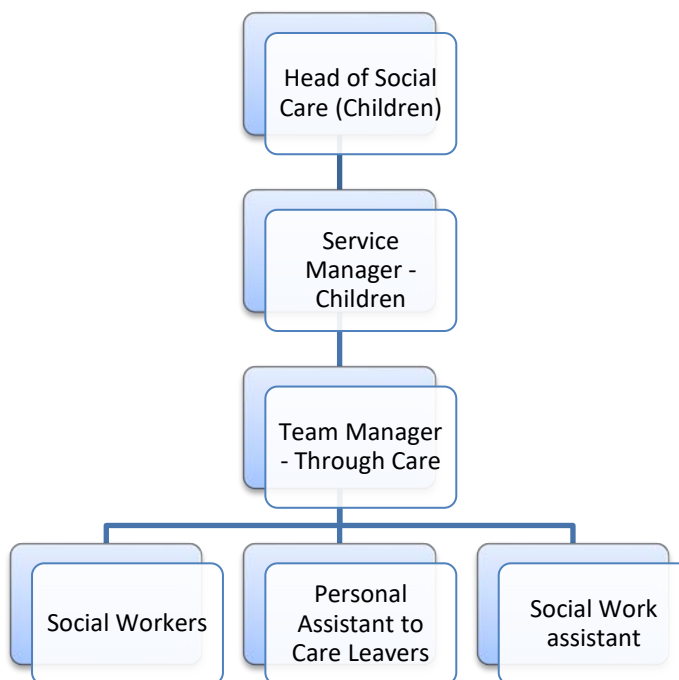 Head of Social
Care (Children)
Service
Manager -
Children
Team Manager
- Through Care
Social Workers
Personal
Assistant to
Care Leavers
Social Work
assistant